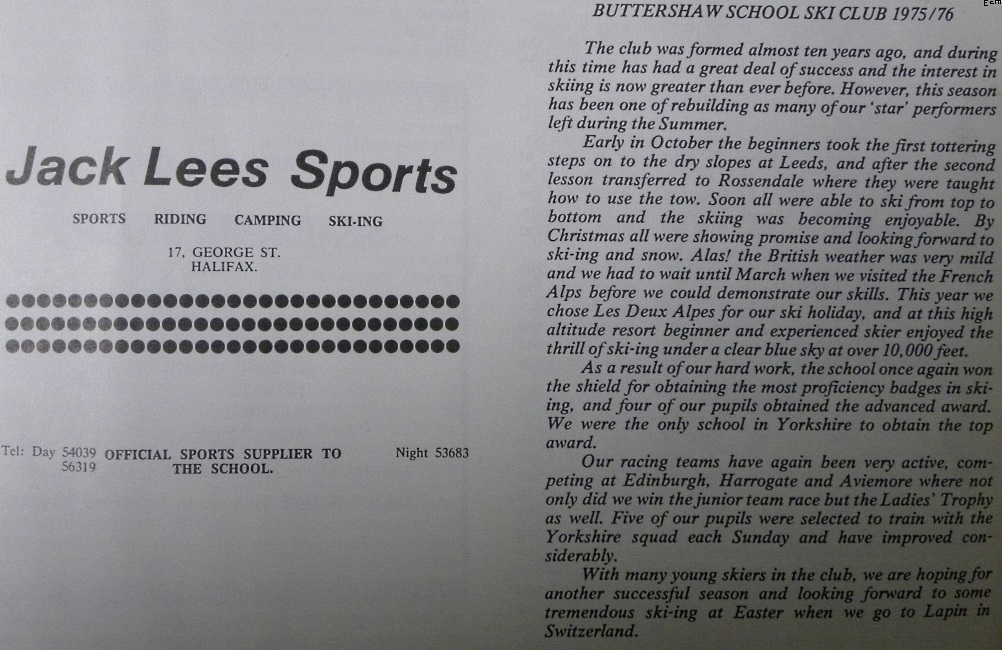 Jack Lees Sports
SPORTS RIDING CAMPING SKI-ING
17, GEORGE ST.
HALIFAX.
Tel: Day 54039 OFFICIAL SPORTS SUPPLIER TO Night 53683
56319 THE SCHOOL.
BUTTERSHAW SCHOOL SKI CLUB 1975/76
The club was formed almost ten years ago, and during
this time has had a great deal of success and the interest in
skiing is now greater than ever before. However, this season
has been one of rebuilding as many of our 'star' performers
left during the Summer.
Early in October the beginners took the first tottering
steps on to the dry slopes at Leeds, and after the second
lesson transferred to Rossendale where they were taught
how to use the tow. Soon all were able to ski from top to
bottom and the skiing was becoming enjoyable. By
Christmas all were showing promise and looking forward to
ski-ing and snow. Alas! the British weather was very mild
and we had to wait until March when we visited the French
Alps before we could demonstrate our skills. This year we
chose Les Deux Alpes for our ski holiday, and at this high
altitude resort beginner and experienced skier enjoyed the
thrill of ski-ing under a clear blue sky at over 10,000 feet.
As a result of our hard work, the school once again won
the shield for obtaining the most proficiency badges in ski-
ing, and four of our pupils obtained the advanced award.
We were the only school in Yorkshire to obtain the top
award.
Our racing teams have again been very active, com-
peting at Edinburgh, Harrogate and Aviemore where not
only did we win the junior team race but the Ladies' Trophy
as well. Five of our pupils were selected to train with the
Yorkshire squad each Sunday and have improved con-
siderably.
With many young skiers in the club, we are hoping for
another successful season and looking forward to some
tremendous ski-ing at Easter when we go to Lapin in
Switzerland.